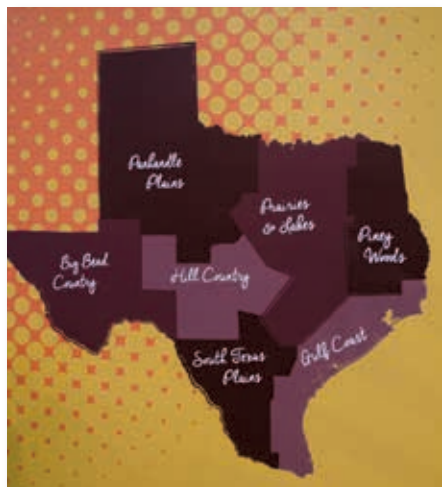 Panhandle
Plains
Prairies
& Lakes
Piney
Woods
Big Bend
Country
Hill Country
Gulf Coast
South Texas
Plains